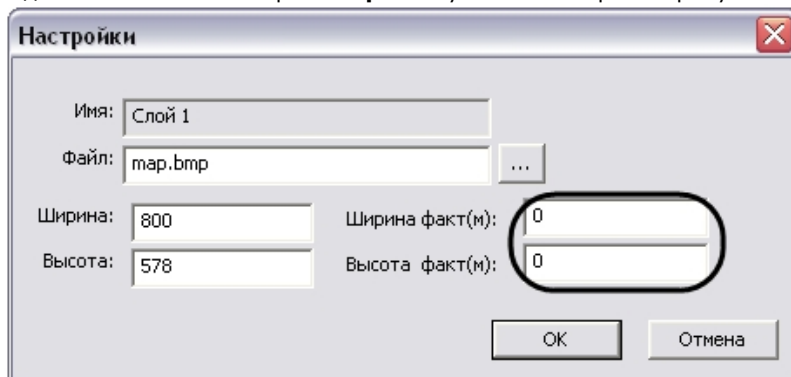 Настройки
Имя: Слой 1
Файл: map.bmp ...
Ширина: 800 Ширина факт(м): 0
Высота: 578 Высота факт(м): 0
OK Отмена